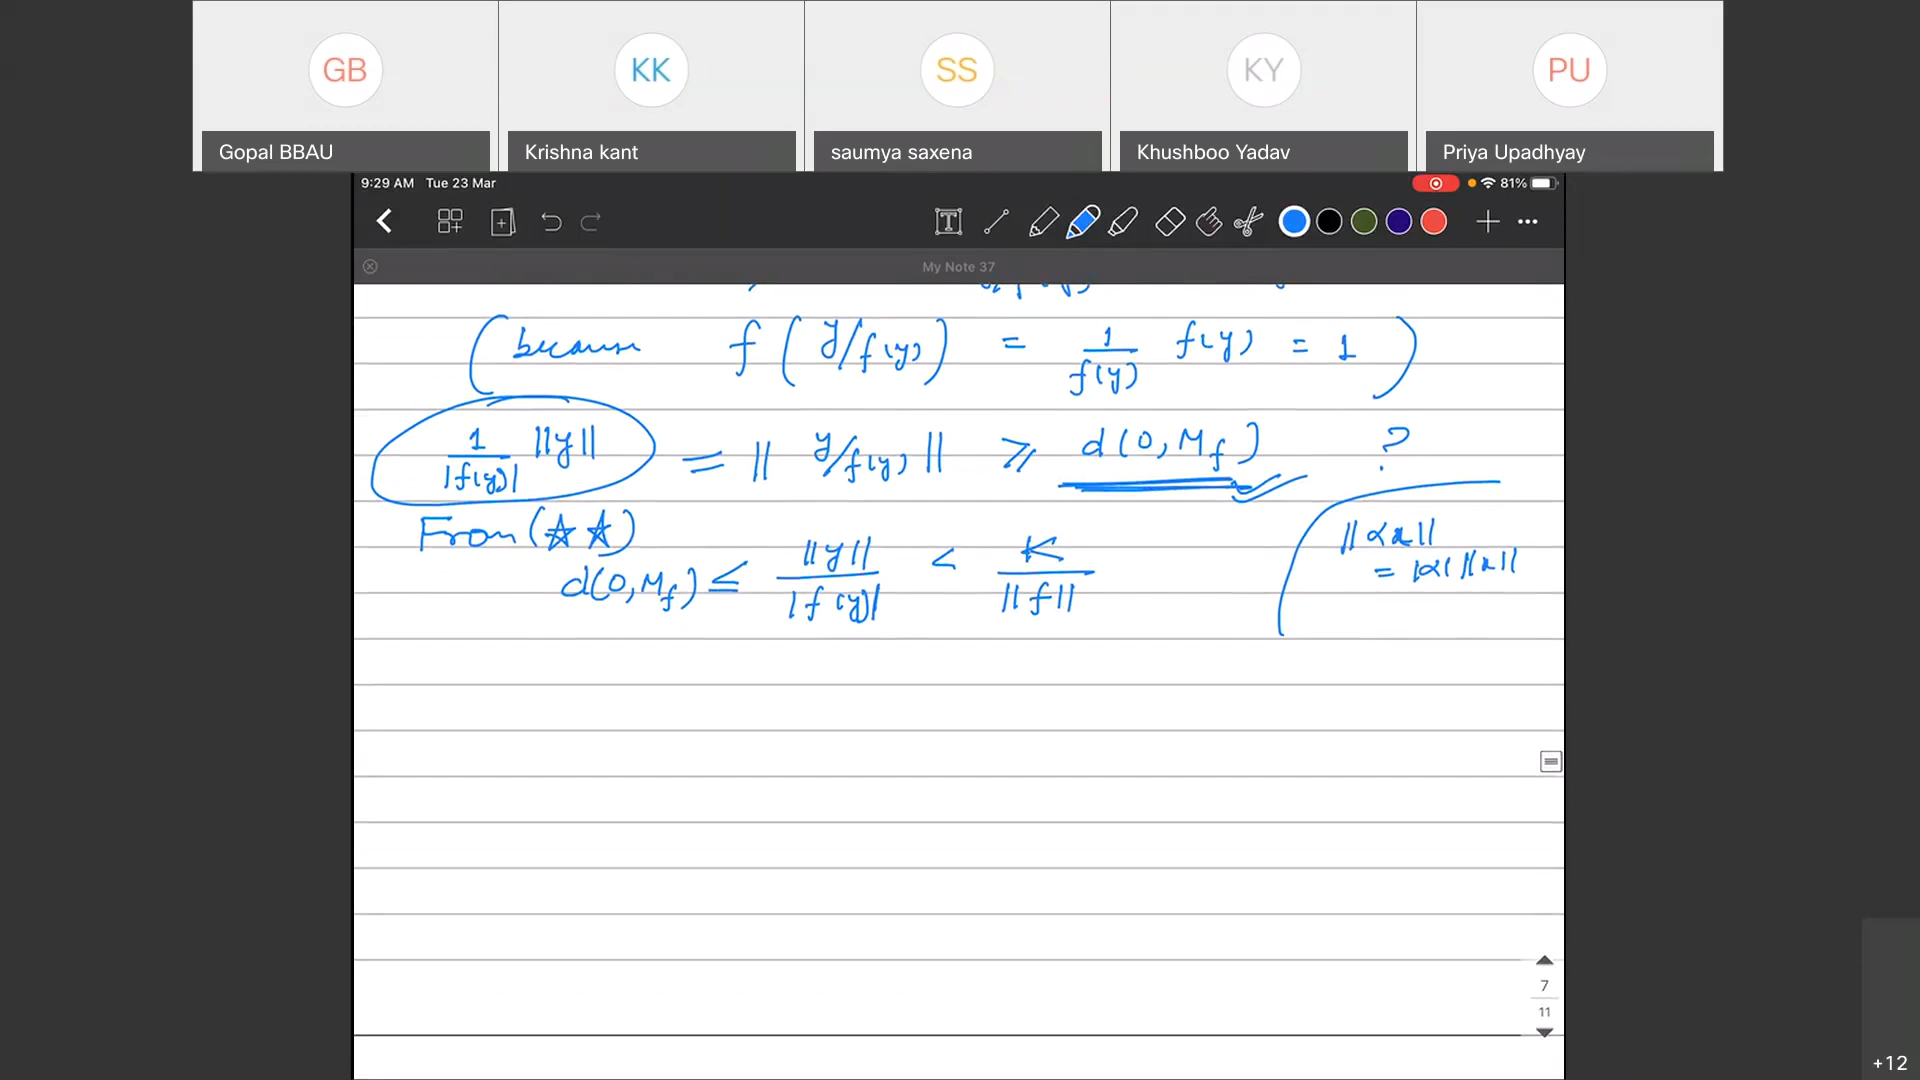 GB KK SS KY PU
Gopal BBAU Krishna kant saumya saxena Khushboo Yadav Priya Upadhyay
9:29 AM Tue 23 Mar 81%
My Note 37
(because f(y/f(y)) = 1/f(y) f(y) = 1)
1/|f(y)| ||y|| = || y/f(y) || ≥ d(0, M_f) ?
From (☆☆)
d(0, M_f) ≤ ||y||/|f(y)| < K/||f||
||αx||
= |α| ||x||
7
11
+12